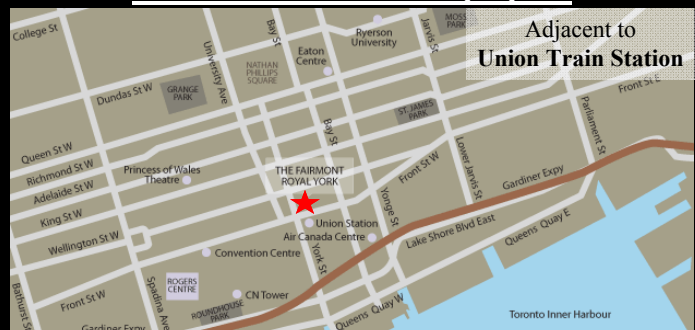 Adjacent to
Union Train Station
College St
Bay St
Ryerson
University
Jarvis St
MOSS
PARK
University Ave
NATHAN
PHILLIPS
SQUARE
Eaton
Centre
Dundas St W
GRANGE
PARK
Front St E
Parliament St
ST. JAMES
PARK
Bay St
Queen St W
Richmond St W
Adelaide St W
King St W
Wellington St W
Front St W
Princess of Wales
Theatre
THE FAIRMONT
ROYAL YORK
Front St W
Lower Jarvis St
Yonge St
Gardiner Expy
Union Station
Air Canada Centre
Lake Shore Blvd East
Queens Quay E
York St
Convention Centre
ROGERS
CENTRE
CN Tower
ROUNDHOUSE
PARK
Bathurst St
Spadina Ave
Gardiner Expy
Queens Quay W
Toronto Inner Harbour